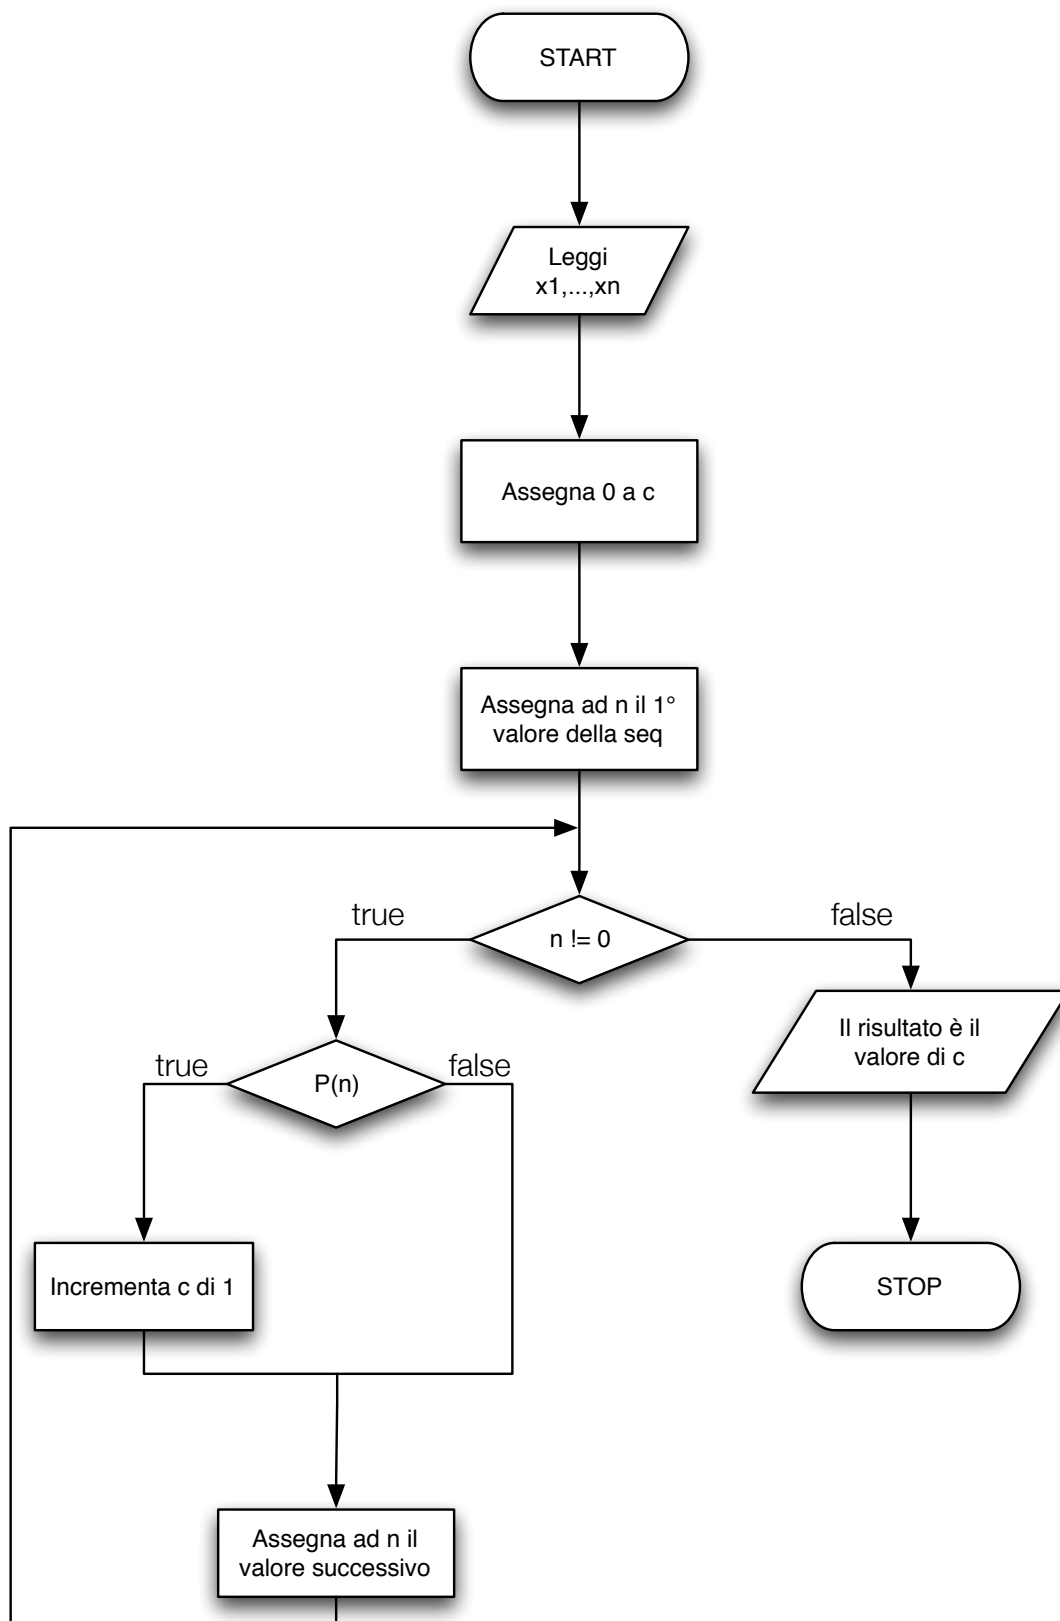 START
Leggi
x1,...,xn
Assegna 0 a c
Assegna ad n il 1°
valore della seq
true
n != 0
false
Il risultato è il
valore di c
true
P(n)
false
Incrementa c di 1
STOP
Assegna ad n il
valore successivo